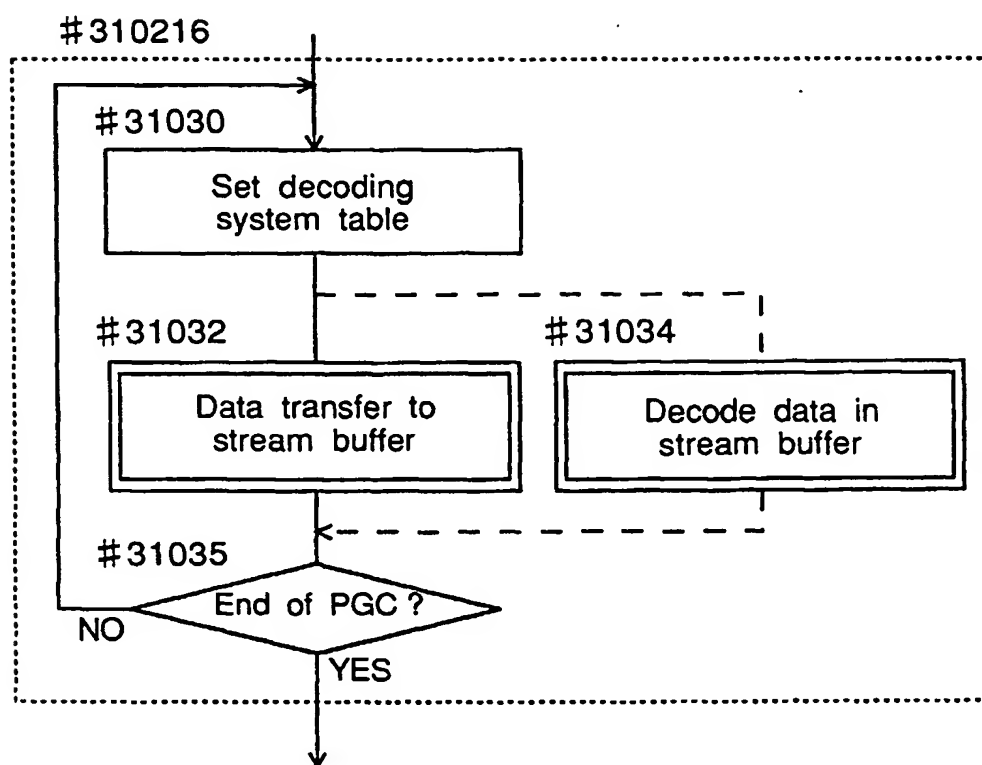 #310216
#31030
Set decoding
system table
#31032
#31034
Data transfer to
stream buffer
Decode data in
stream buffer
#31035
End of PGC?
NO
YES